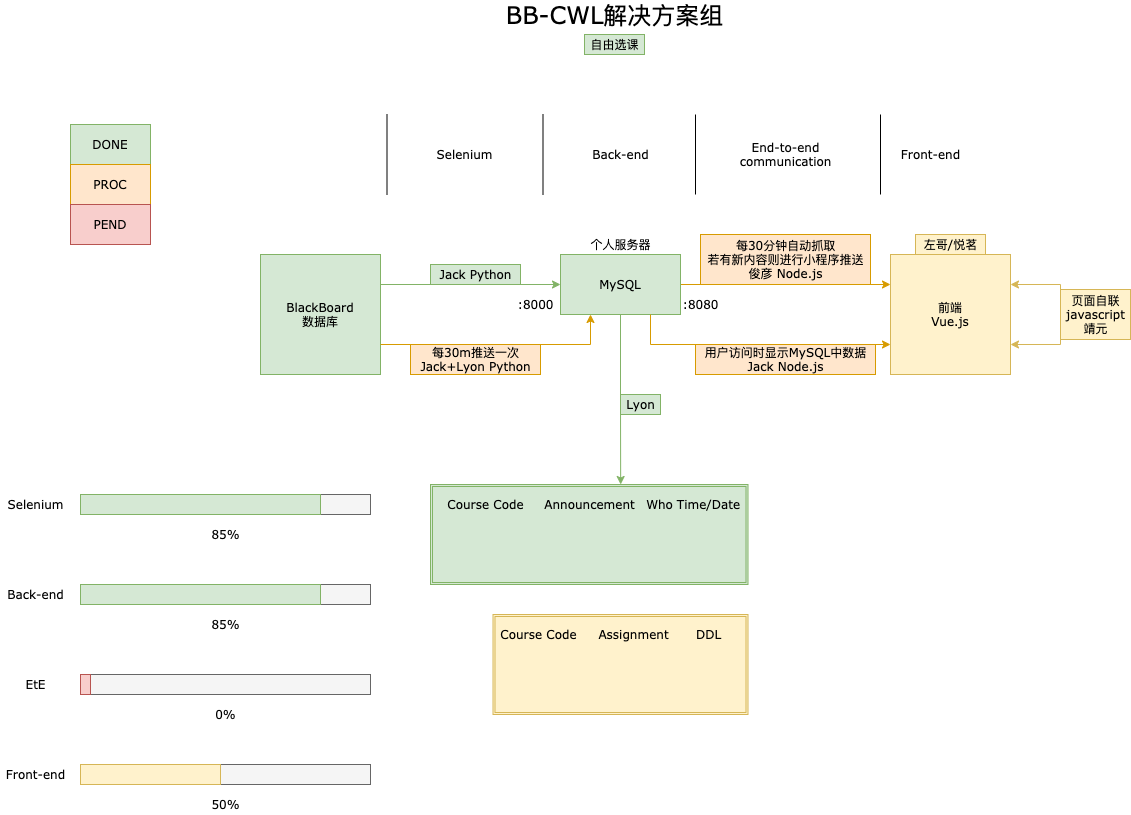 BB-CWL解决方案组
自由选课
DONE
PROC
PEND
Selenium
Back-end
End-to-end
communication
Front-end
BlackBoard
数据库
Jack Python
:8000
每30m推送一次
Jack+Lyon Python
个人服务器
MySQL
:8080
每30分钟自动抓取
若有新内容则进行小程序推送
俊彦 Node.js
用户访问时显示MySQL中数据
Jack Node.js
左哥/悦茗
前端
Vue.js
页面自联
javascript
靖元
Lyon
Course Code Announcement Who Time/Date
Course Code Assignment DDL
Selenium
85%
Back-end
85%
EtE
0%
Front-end
50%